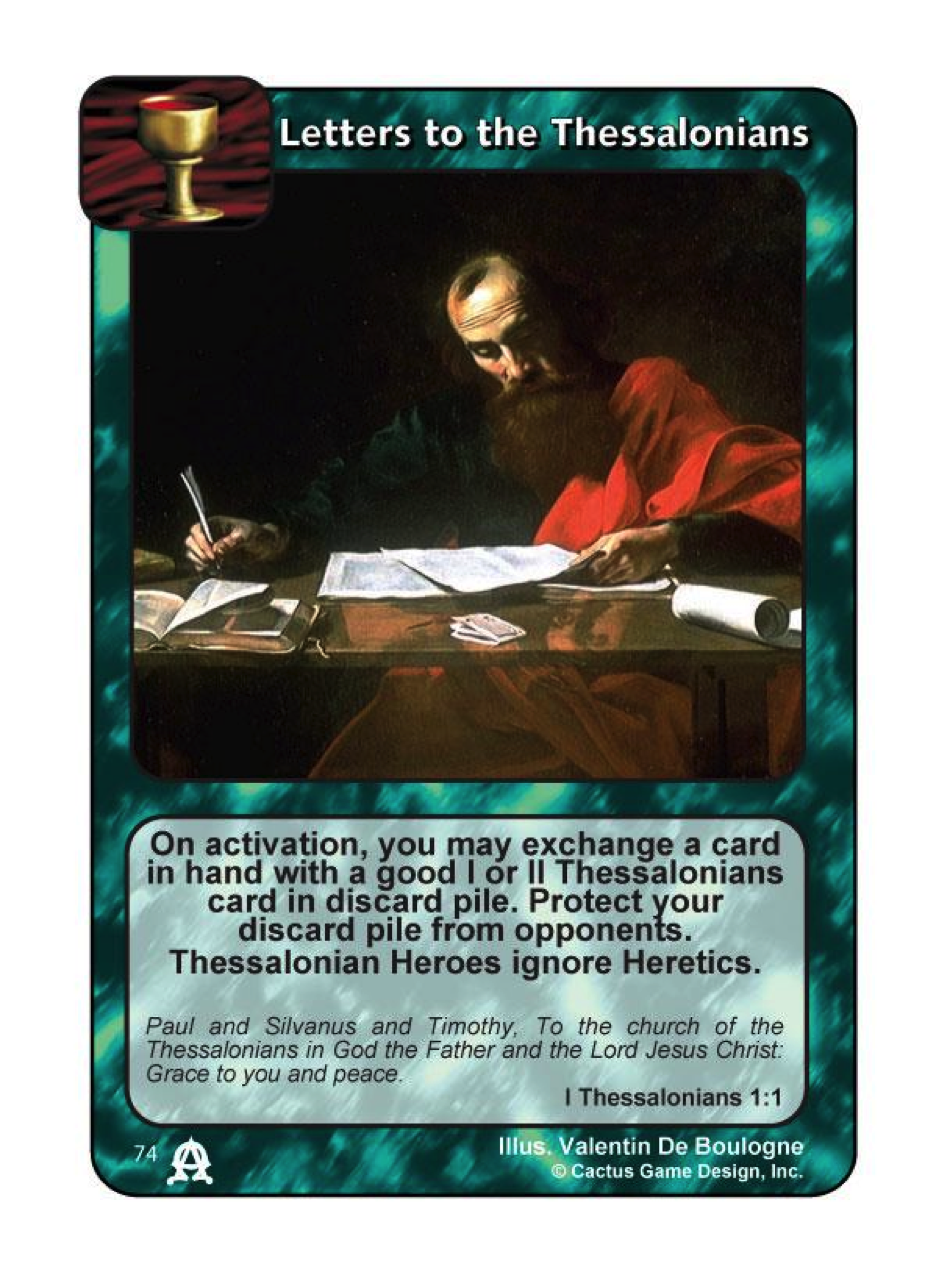 Letters to the Thessalonians
On activation, you may exchange a card
in hand with a good I or II Thessalonians
card in discard pile. Protect your
discard pile from opponents.
Thessalonian Heroes ignore Heretics.
Paul and Silvanus and Timothy, To the church of the
Thessalonians in God the Father and the Lord Jesus Christ:
Grace to you and peace.
I Thessalonians 1:1
74
Illus. Valentin De Boulogne
© Cactus Game Design, Inc.